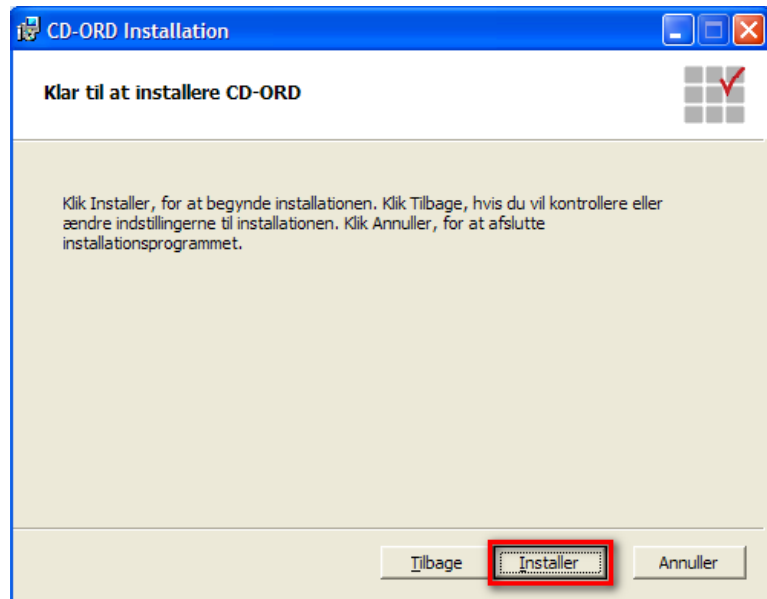 CD-ORD Installation
Klar til at installere CD-ORD
Klik Installer, for at begynde installationen. Klik Tilbage, hvis du vil kontrollere eller
ændre indstillingerne til installationen. Klik Annuller, for at afslutte
installationsprogrammet.
Tilbage
Installer
Annuller